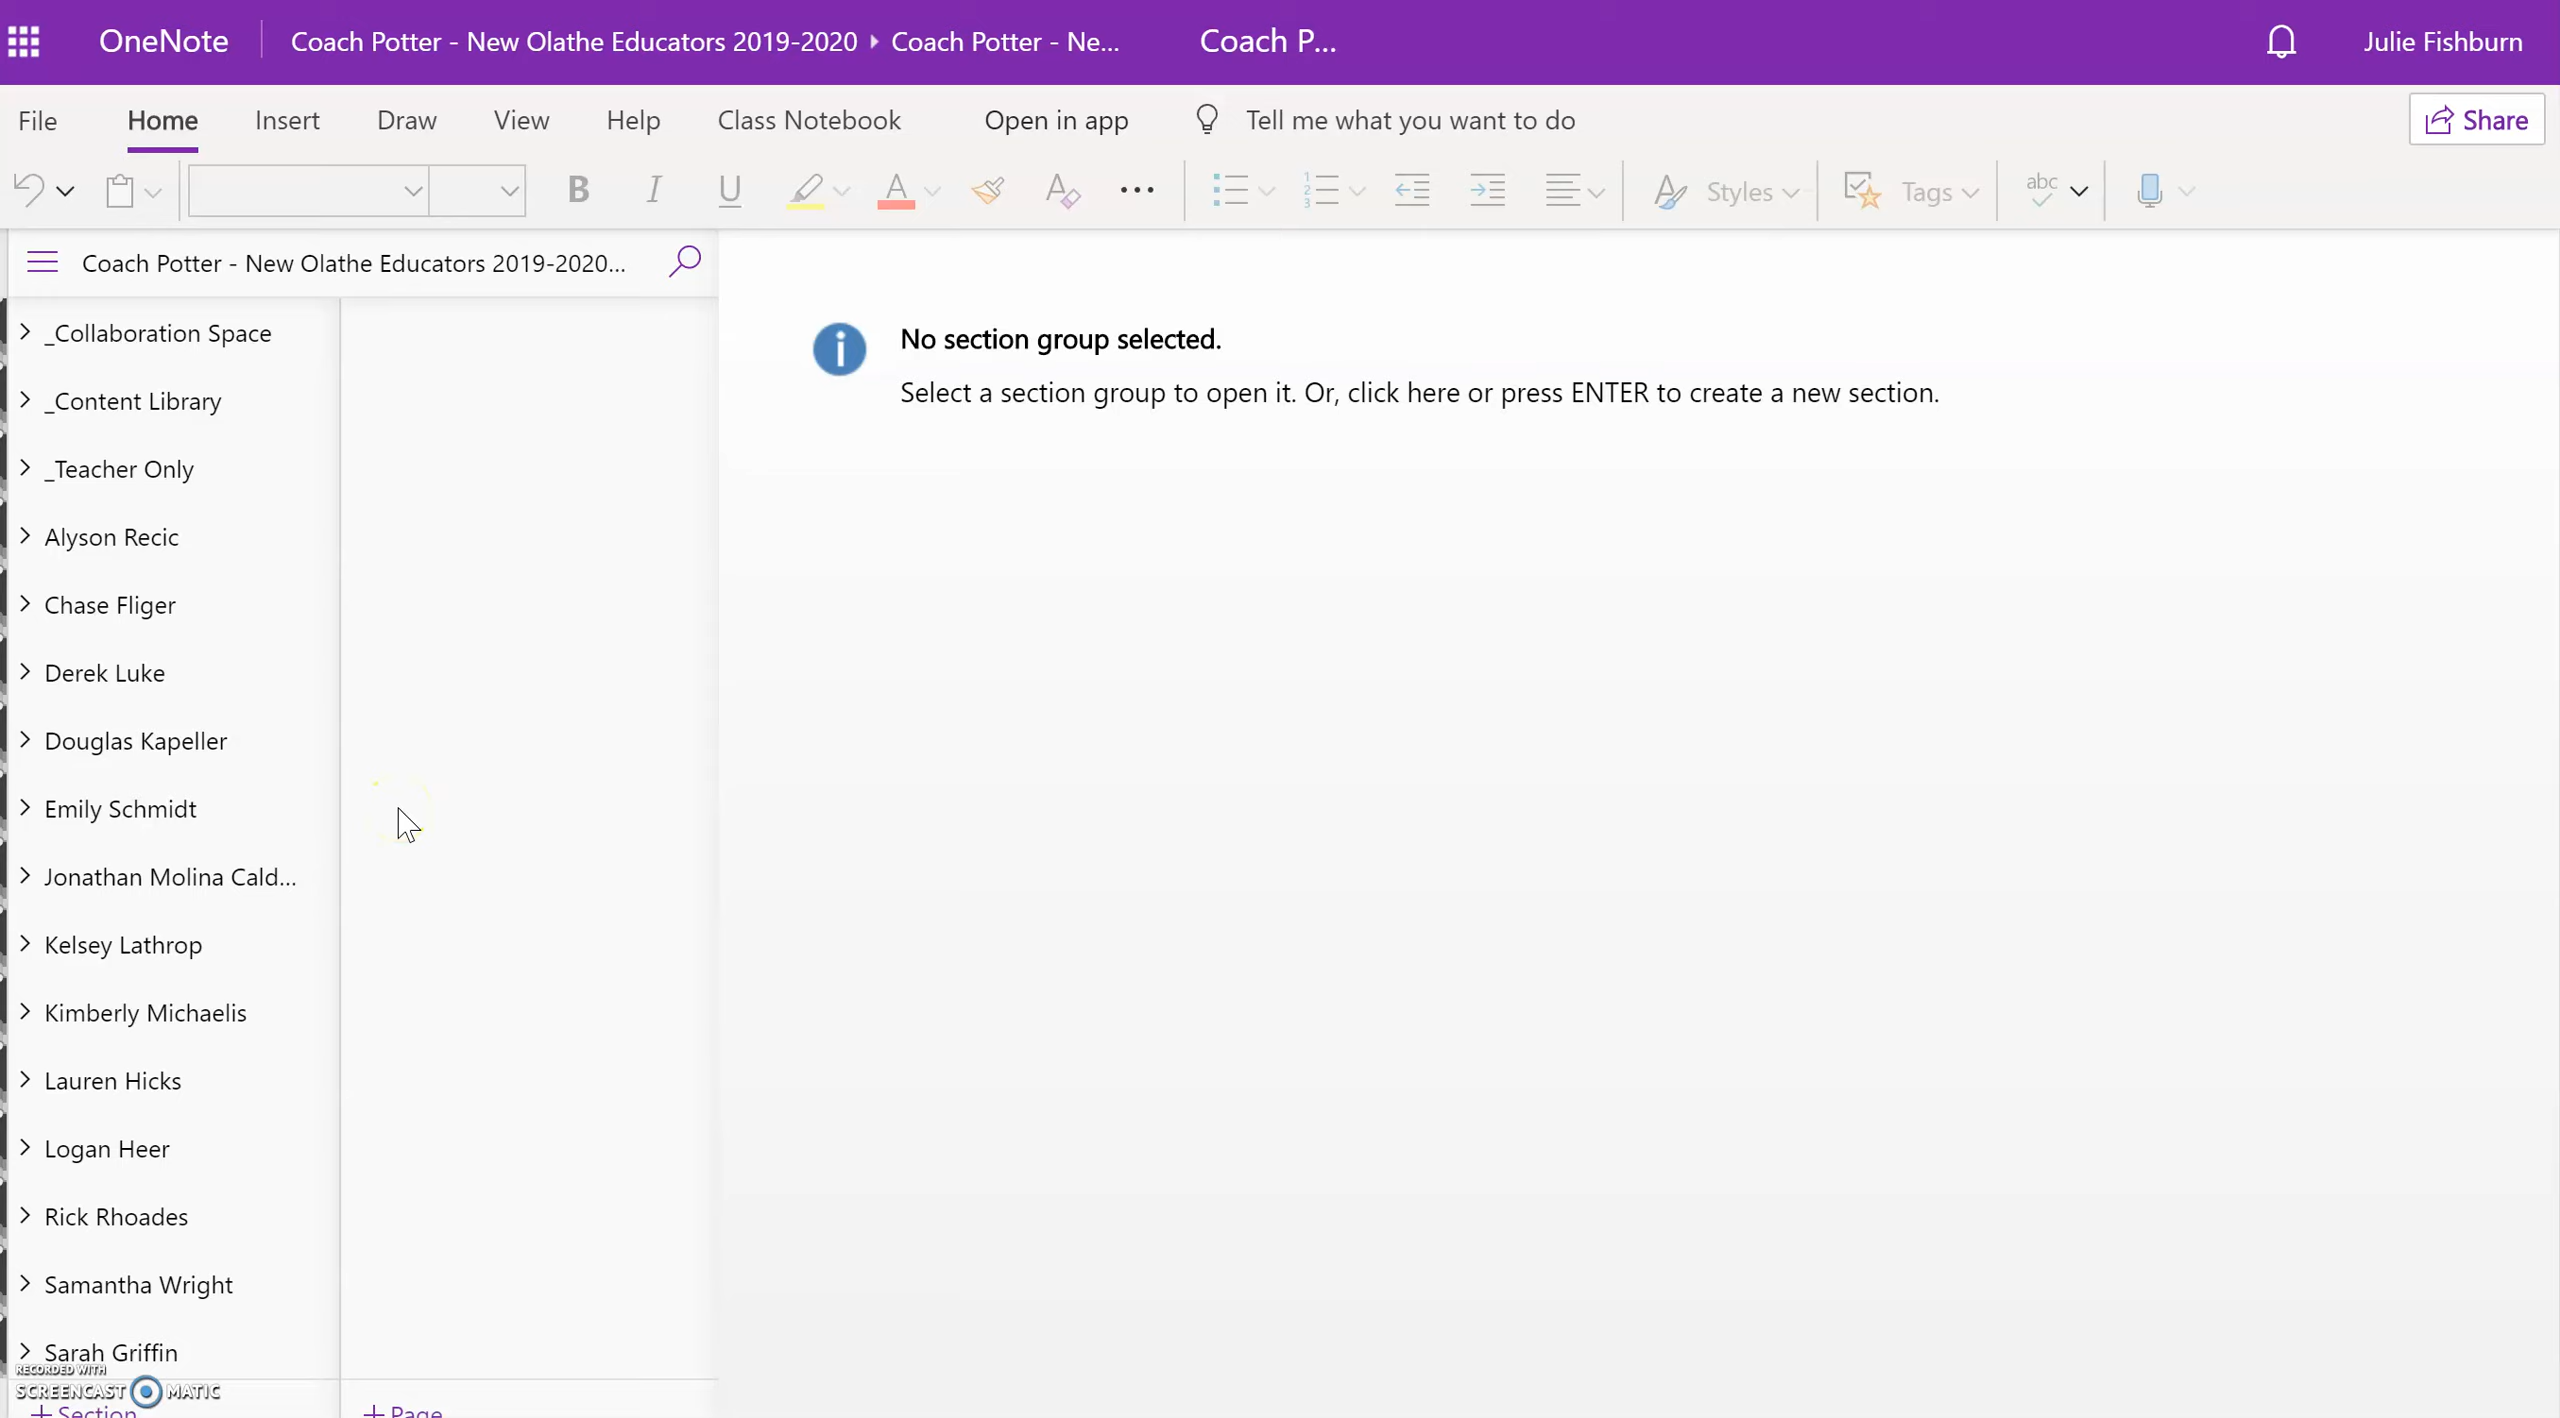 OneNote
Coach Potter - New Olathe Educators 2019-2020 Coach Potter - Ne...
Coach P...
Julie Fishburn
File Home Insert Draw View Help Class Notebook Open in app Tell me what you want to do Share
B I U A A Styles Tags abc
Coach Potter - New Olathe Educators 2019-2020...
_Collaboration Space
_Content Library
_Teacher Only
Alyson Recic
Chase Fliger
Derek Luke
Douglas Kapeller
Emily Schmidt
Jonathan Molina Cald...
Kelsey Lathrop
Kimberly Michaelis
Lauren Hicks
Logan Heer
Rick Rhoades
Samantha Wright
Sarah Griffin
RECORDED WITH
SCREENCAST MATIC
+ Section
+ Page
No section group selected.
Select a section group to open it. Or, click here or press ENTER to create a new section.